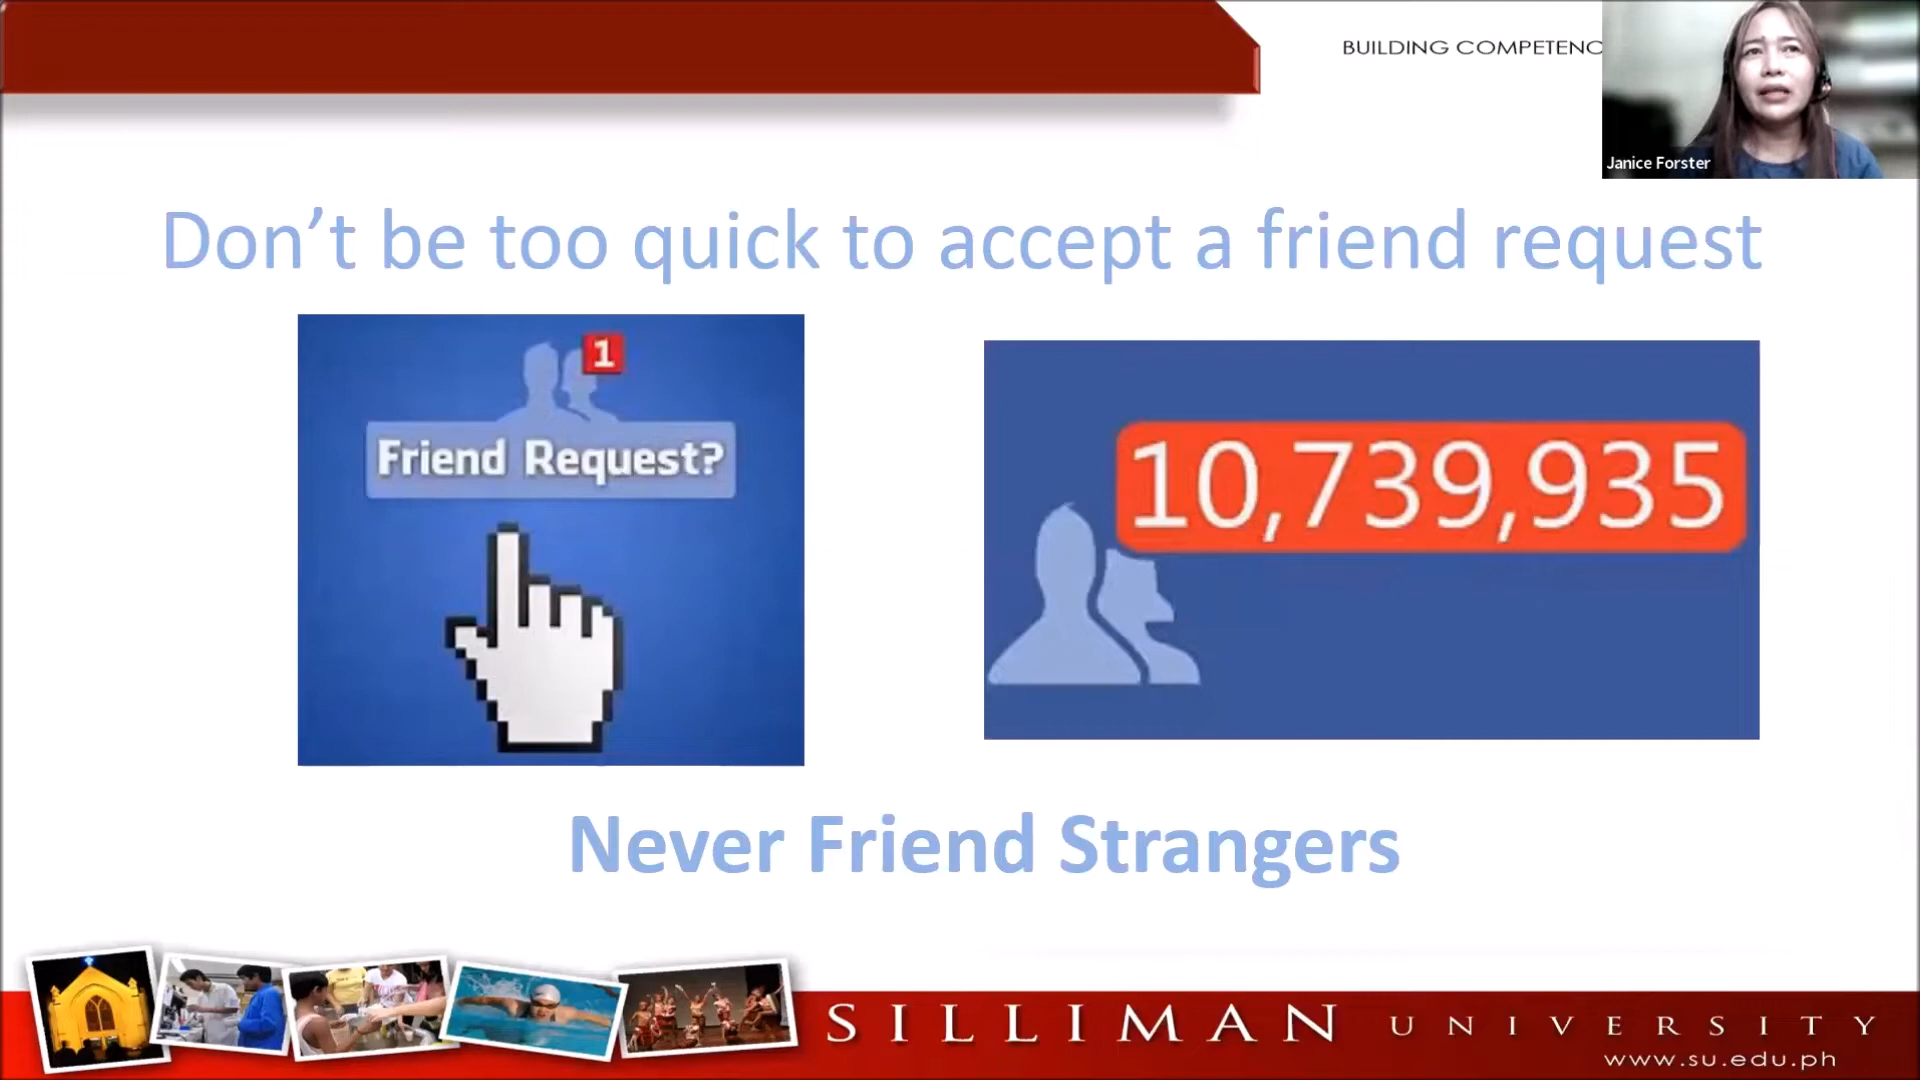 BUILDING COMPETENC
Janice Forster
Don’t be too quick to accept a friend request
1
Friend Request?
10,739,935
Never Friend Strangers
SILLIMAN UNIVERSITY
www.su.edu.ph